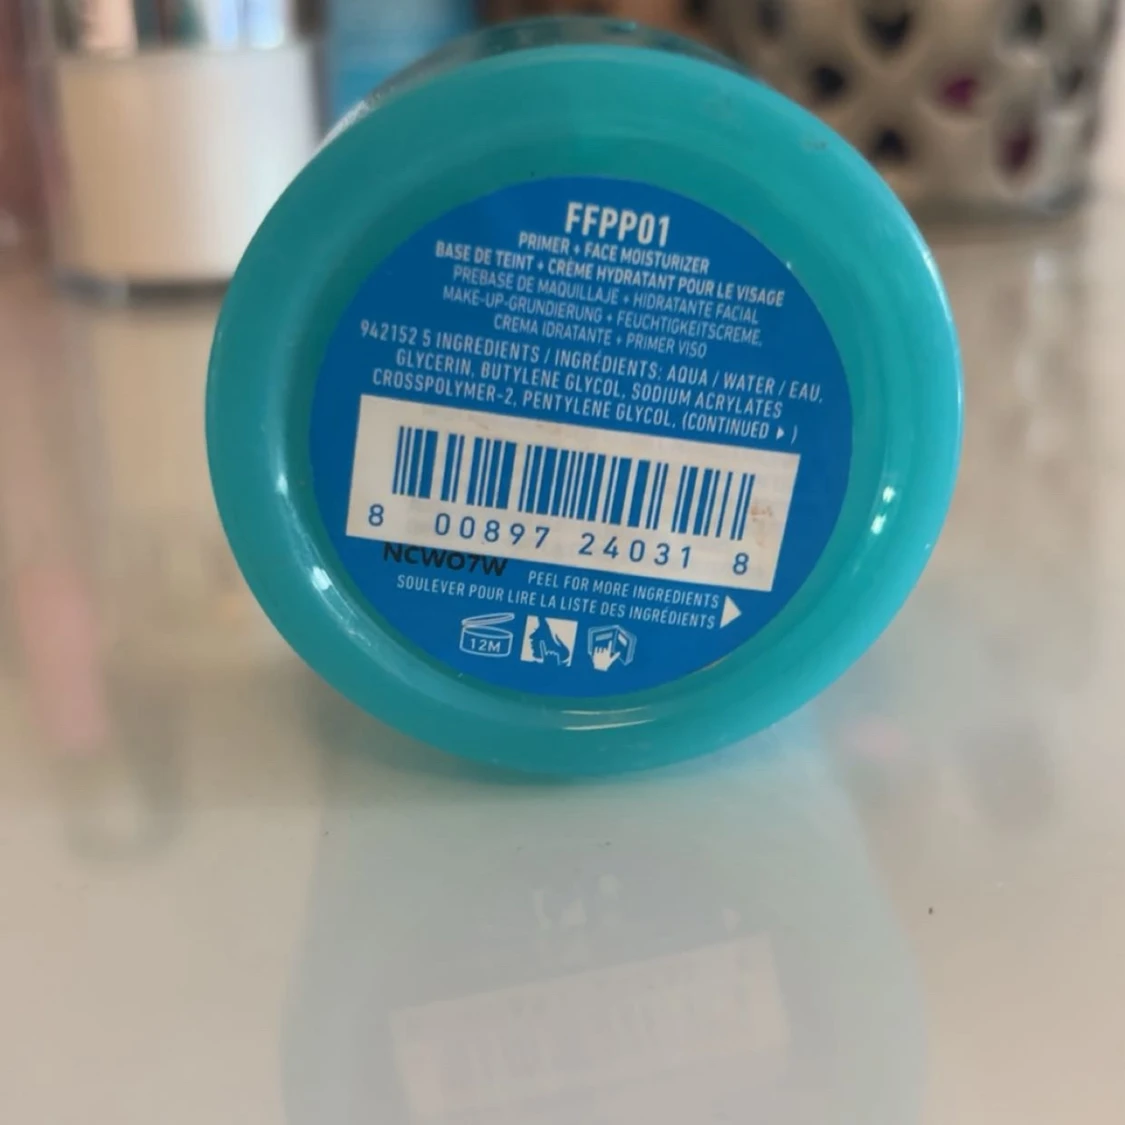 FFPP01
PRIMER + FACE MOISTURIZER
BASE DE TEINT + CRÈME HYDRATANT POUR LE VISAGE
PREBASE DE MAQUILLAJE + HIDRATANTE FACIAL
MAKE-UP-GRUNDIERUNG + FEUCHTIGKEITSCREME,
CREMA IDRATANTE + PRIMER VISO
942152 5 INGREDIENTS / INGRÉDIENTS: AQUA / WATER / EAU,
GLYCERIN, BUTYLENE GLYCOL, SODIUM ACRYLATES
CROSSPOLYMER-2, PENTYLENE GLYCOL, (CONTINUED ▶ )
8 00897 24031 8
NCW07W
PEEL FOR MORE INGREDIENTS
SOULEVER POUR LIRE LA LISTE DES INGRÉDIENTS
12M